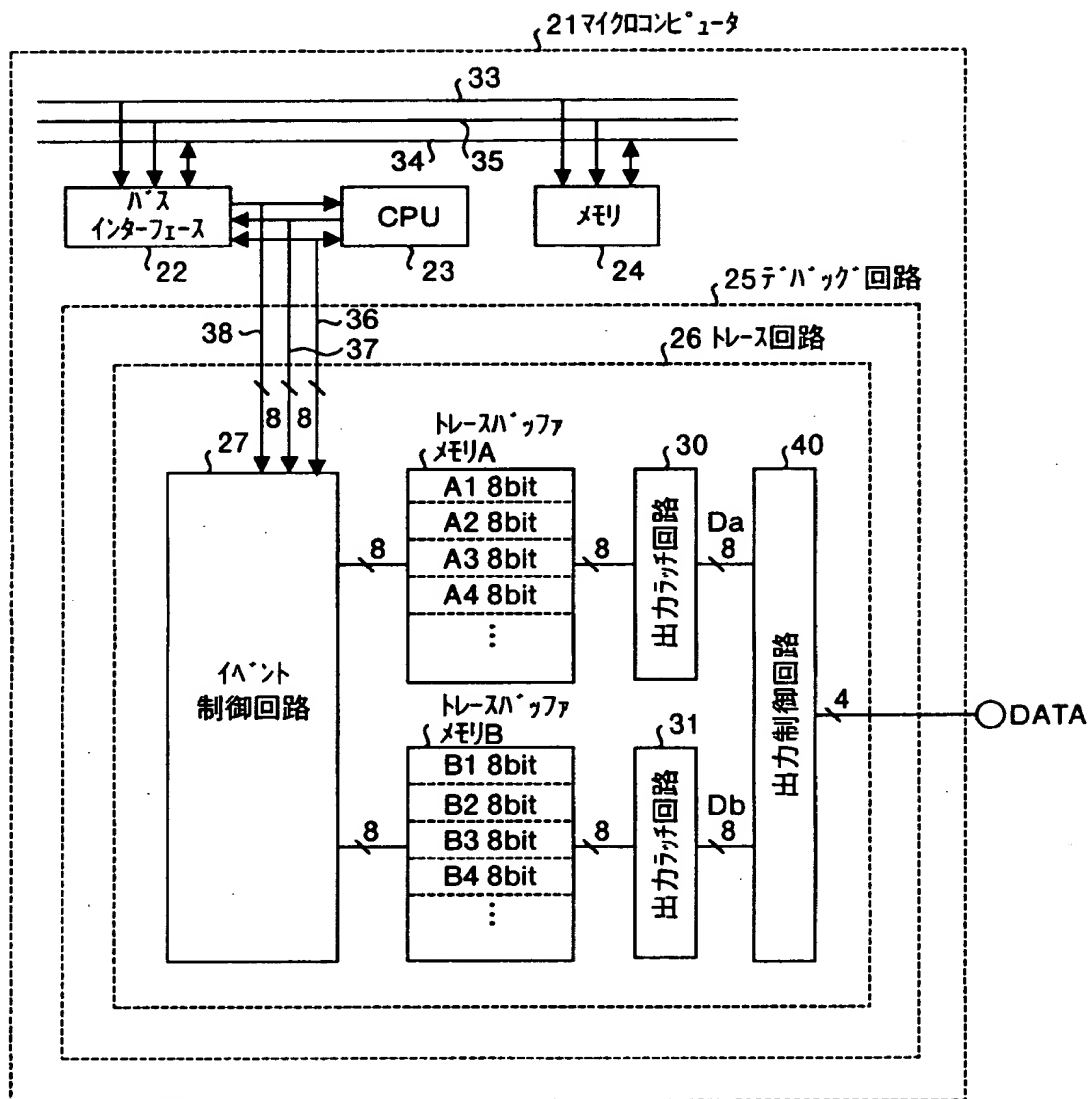 21マイクロコンピュータ
33
34
35
バス
インターフェース
22
CPU
23
メモリ
24
25デバッグ回路
38
36
37
26 トレース回路
8
8
27
イベント
制御回路
トレースバッファ
メモリA
A1 8bit
A2 8bit
A3 8bit
A4 8bit
⋮
8
8
30
出力ラッチ回路
Da
8
40
出力制御回路
4
DATA
トレースバッファ
メモリB
B1 8bit
B2 8bit
B3 8bit
B4 8bit
⋮
8
8
31
出力ラッチ回路
Db
8